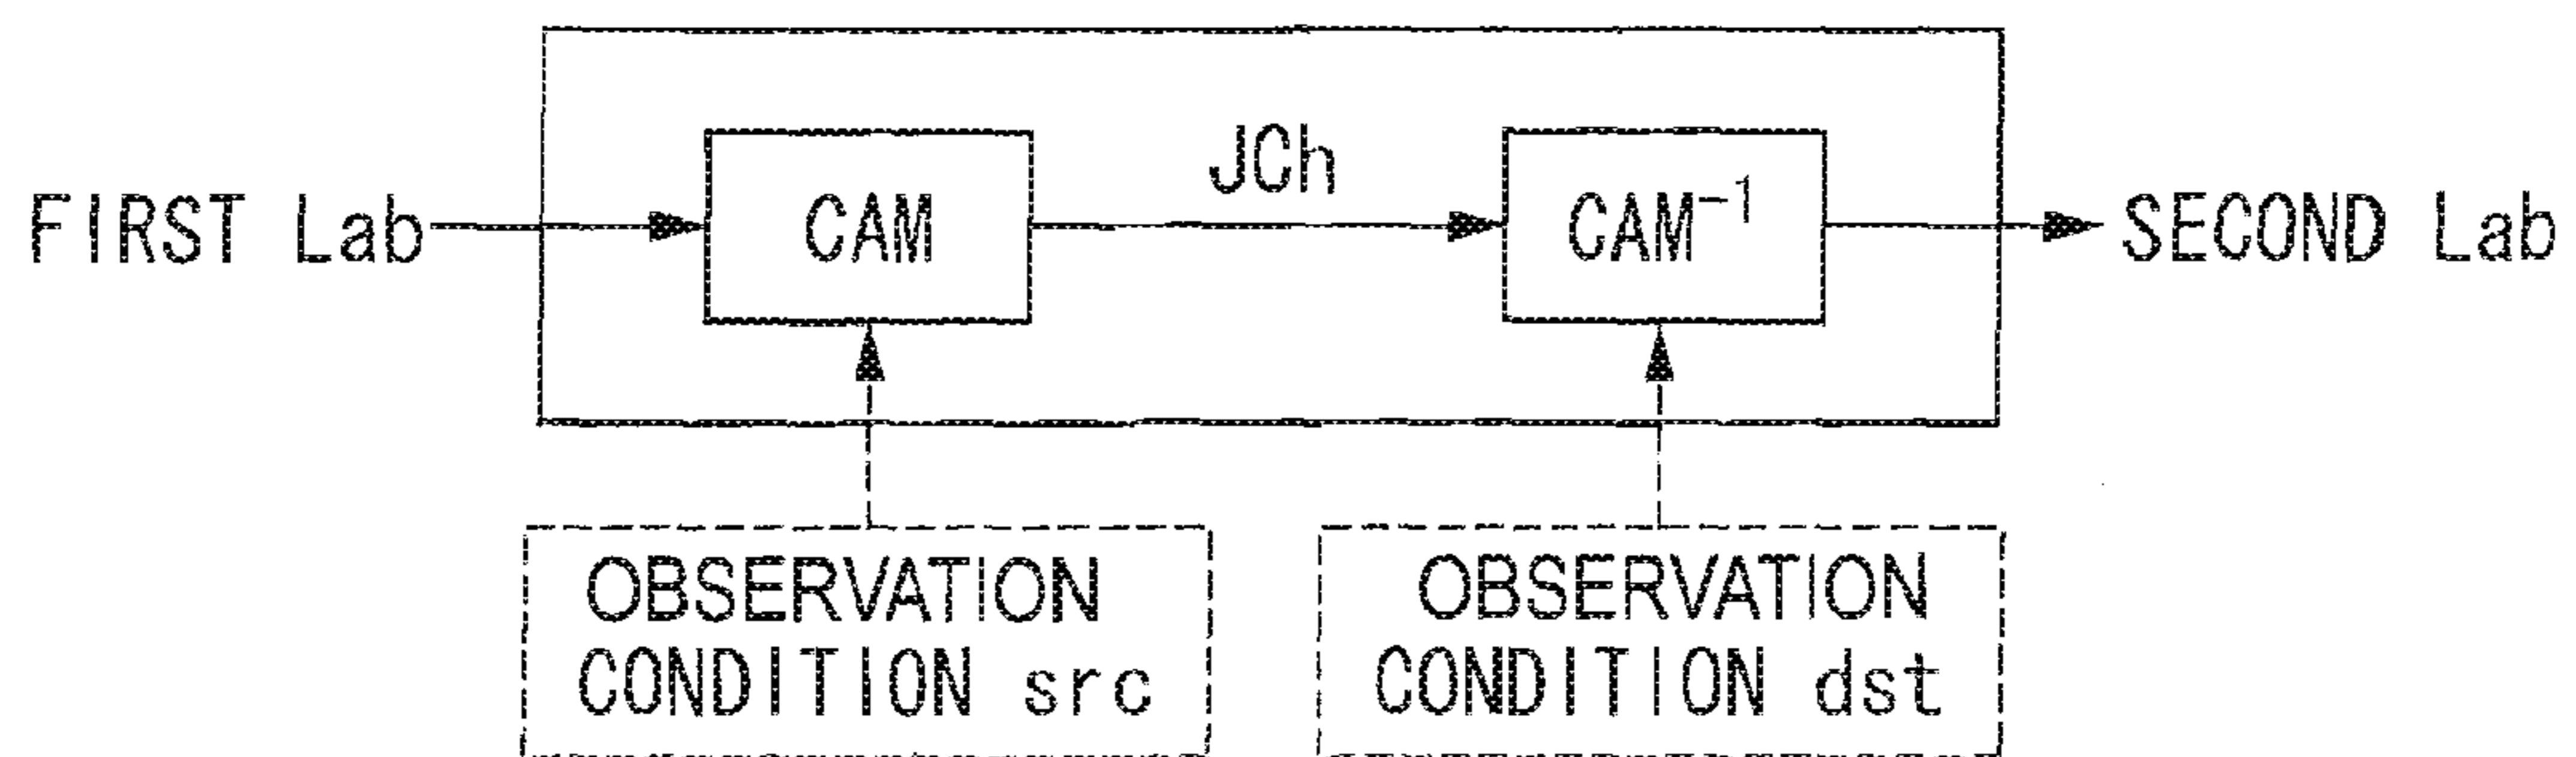 JCh
FIRST Lab
CAM
CAM⁻¹
SECOND Lab
OBSERVATION
CONDITION src
OBSERVATION
CONDITION dst